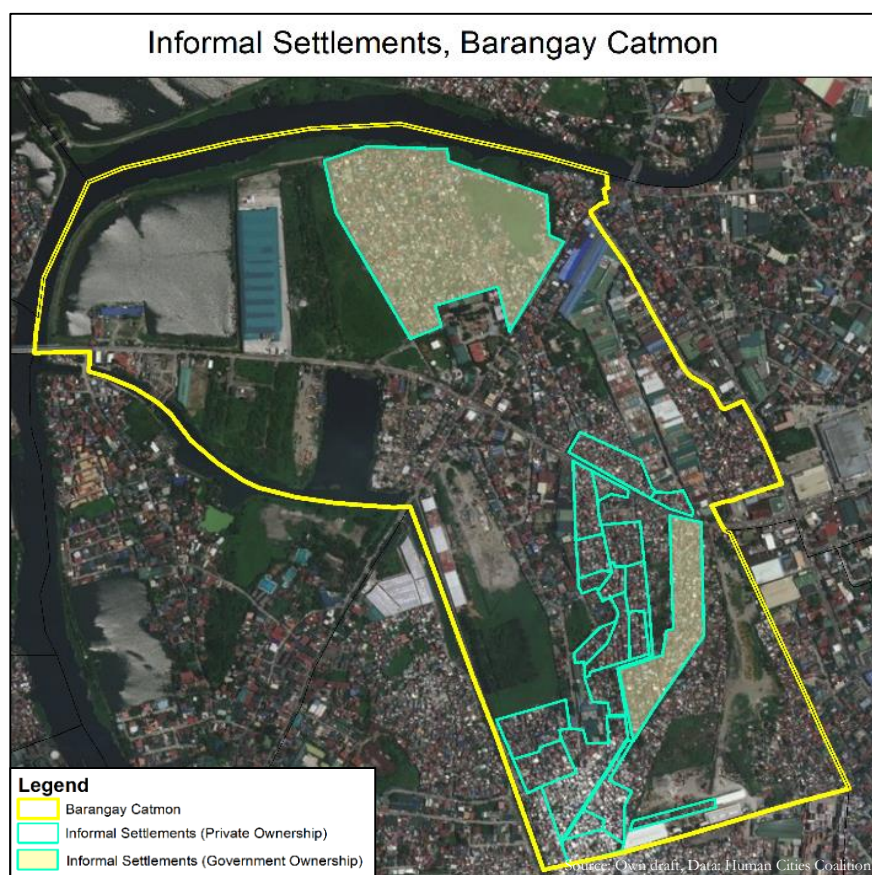 Informal Settlements, Barangay Catmon
Legend
Barangay Catmon
Informal Settlements (Private Ownership)
Informal Settlements (Government Ownership)
Source: Own draft, Data: Human Cities Coalition